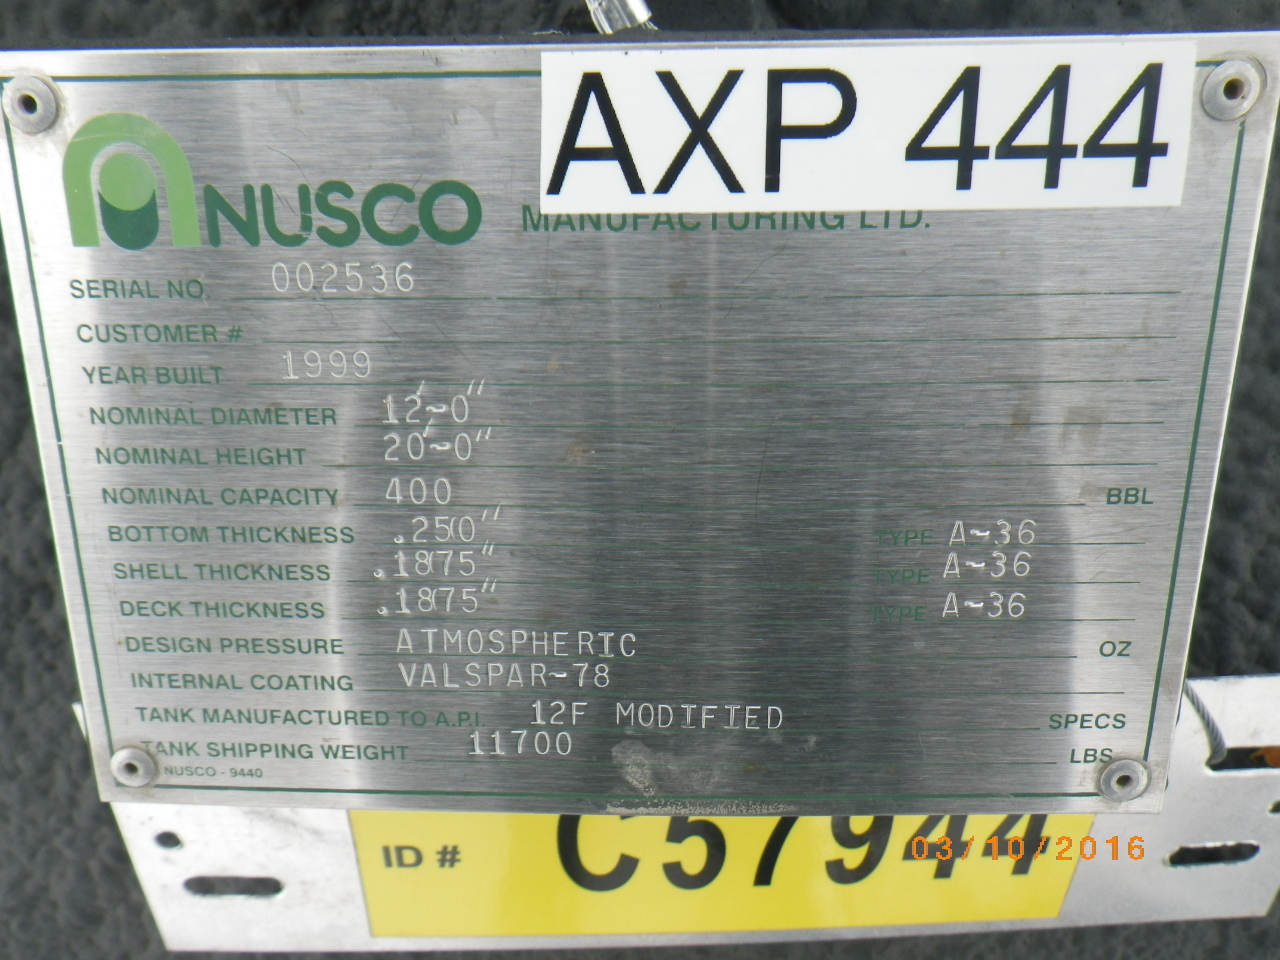 AXP 444
NUSCO MANUFACTURING LTD.
SERIAL NO. 002536
CUSTOMER #
YEAR BUILT 1999
NOMINAL DIAMETER 12'-0"
NOMINAL HEIGHT 20'-0"
NOMINAL CAPACITY 400 BBL
BOTTOM THICKNESS .250" TYPE A-36
SHELL THICKNESS .1875" TYPE A-36
DECK THICKNESS .1875" TYPE A-36
DESIGN PRESSURE ATMOSPHERIC OZ
INTERNAL COATING VALSPAR-78
TANK MANUFACTURED TO A.P.I. 12F MODIFIED SPECS
TANK SHIPPING WEIGHT 11700 LBS
NUSCO - 9440
ID # C57944
03/10/2016